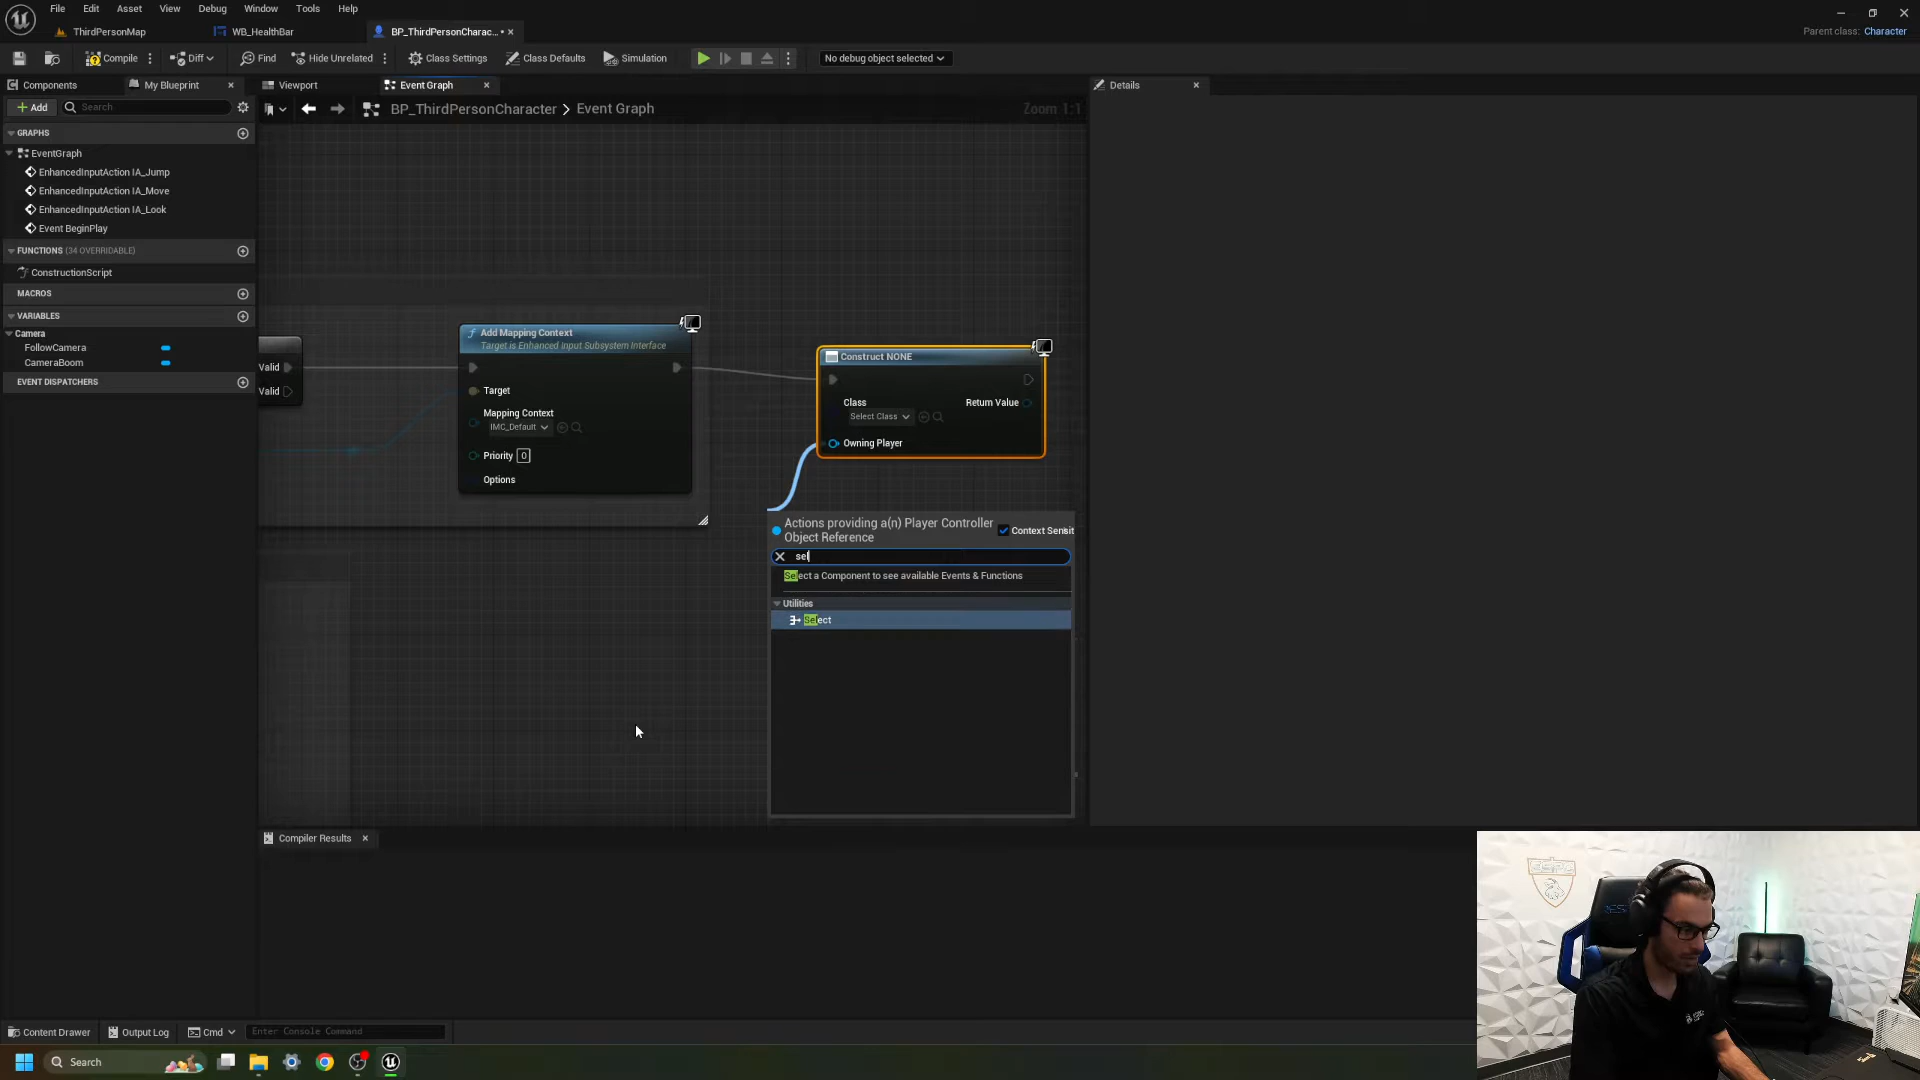 File Edit Asset View Debug Window Tools Help
ThirdPersonMap WB_HealthBar BP_ThirdPersonCharac... •
Parent class: Character
Compile Diff Find Hide Unrelated Class Settings Class Defaults Simulation No debug object selected
Components My Blueprint Viewport Event Graph Details
Add Search
BP_ThirdPersonCharacter > Event Graph Zoom 1:1
GRAPHS
EventGraph
EnhancedInputAction IA_Jump
EnhancedInputAction IA_Move
EnhancedInputAction IA_Look
Event BeginPlay
FUNCTIONS (34 OVERRIDABLE)
ConstructionScript
MACROS
VARIABLES
Camera
FollowCamera
CameraBoom
EVENT DISPATCHERS
Valid
Valid
Add Mapping Context
Target is Enhanced Input Subsystem Interface
Target
Mapping Context
IMC_Default
Priority 0
Options
Construct NONE
Class Return Value
Select Class
Owning Player
Actions providing a(n) Player Controller
Object Reference
Context Sensit
sel
Select a Component to see available Events & Functions
Utilities
Select
Compiler Results
Content Drawer Output Log Cmd Enter Console Command
Search